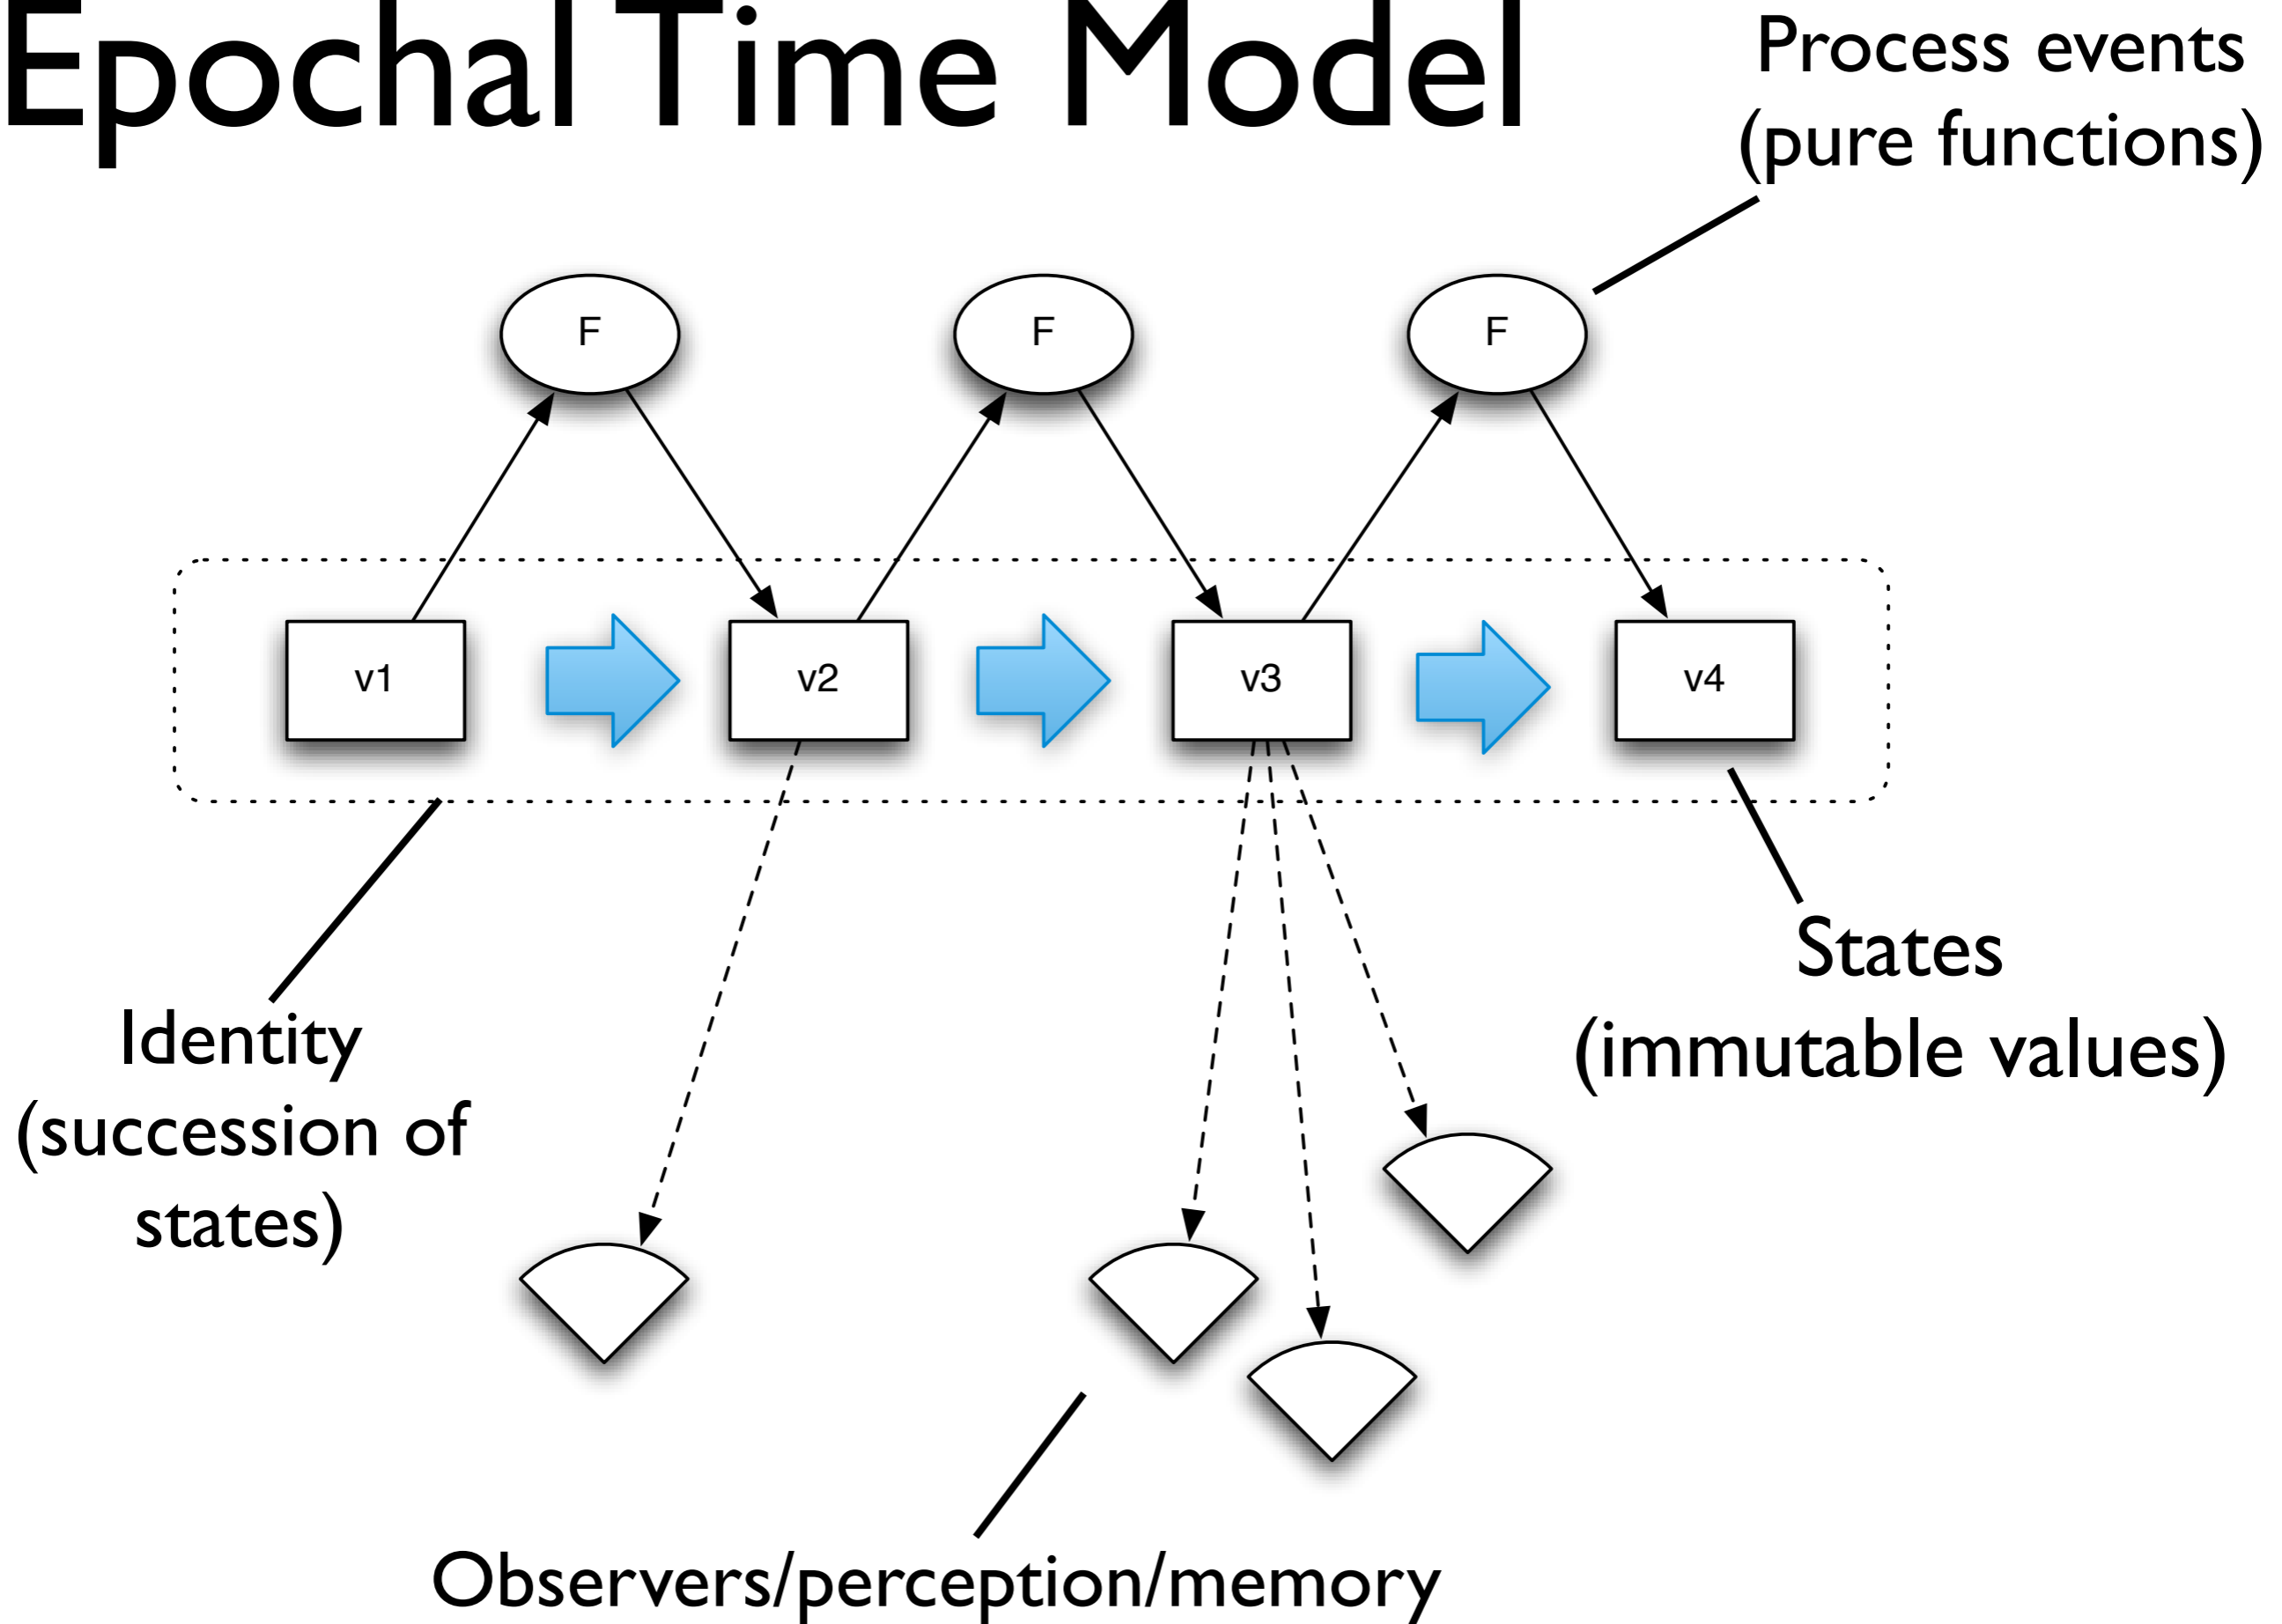 Epochal Time Model
Process events
(pure functions)
F
F
F
v1
v2
v3
v4
Identity
(succession of
states)
States
(immutable values)
Observers/perception/memory